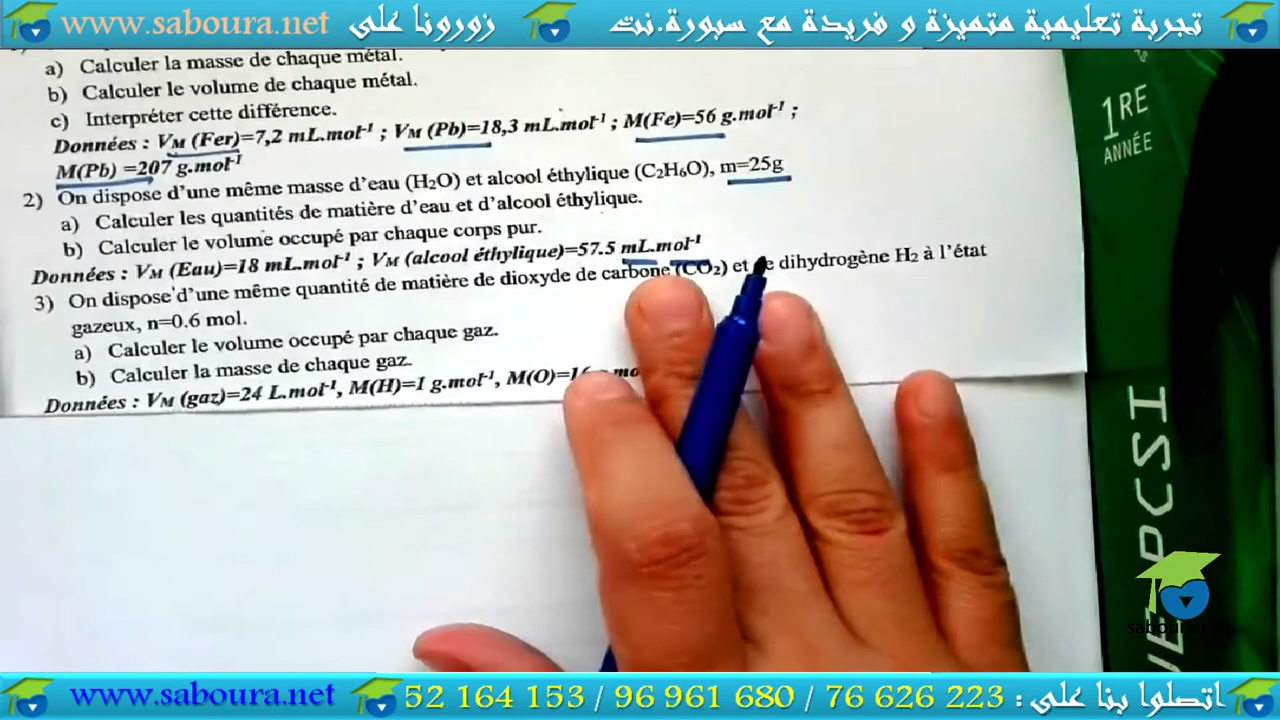 www.saboura.net زورونا على تجربة تعليمية متميزة و فريدة مع سبورة.نت
a) Calculer la masse de chaque métal.
b) Calculer le volume de chaque métal.
c) Interpréter cette différence.
Données : VM (Fer)=7,2 mL.mol-1 ; VM (Pb)=18,3 mL.mol-1 ; M(Fe)=56 g.mol-1 ;
M(Pb) =207 g.mol-1
2) On dispose d'une même masse d'eau (H2O) et alcool éthylique (C2H6O), m=25g
a) Calculer les quantités de matière d'eau et d'alcool éthylique.
b) Calculer le volume occupé par chaque corps pur.
Données : VM (Eau)=18 mL.mol-1 ; VM (alcool éthylique)=57.5 mL.mol-1
3) On dispose d'une même quantité de matière de dioxyde de carbone (CO2) et dihydrogène H2 à l'état
gazeux, n=0.6 mol.
a) Calculer le volume occupé par chaque gaz.
b) Calculer la masse de chaque gaz.
Données : VM (gaz)=24 L.mol-1, M(H)=1 g.mol-1, M(O)=16
1RE
ANNÉE
www.saboura.net 52 164 153 / 96 961 680 / 76 626 223 : اتصلوا بنا على